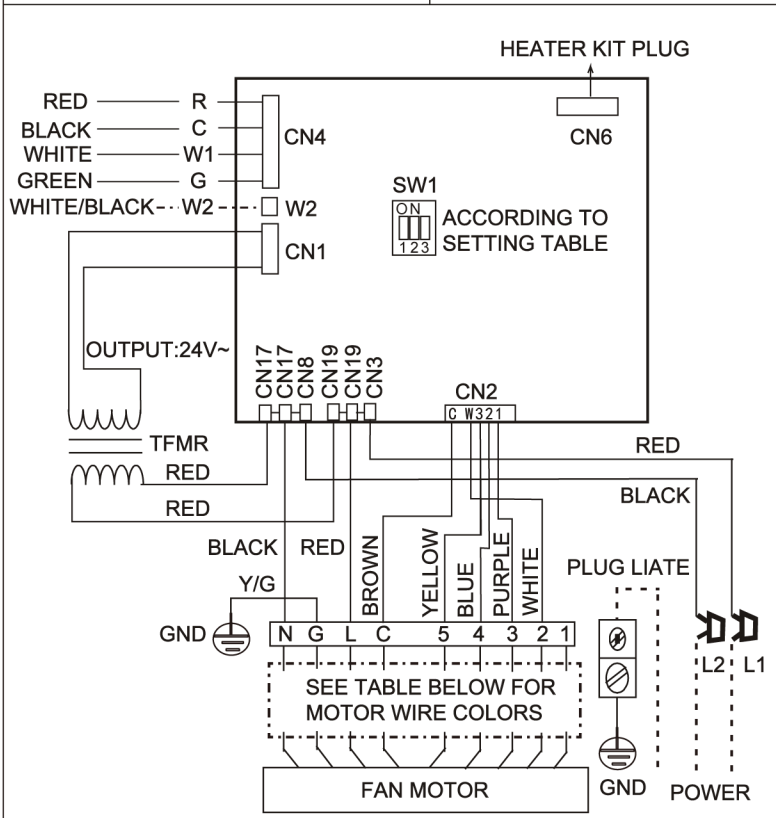 HEATER KIT PLUG
RED R
BLACK C
WHITE W1
GREEN G
CN4
CN6
WHITE/BLACK W2
W2
CN1
SW1
ON
123
ACCORDING TO
SETTING TABLE
OUTPUT:24V~
CN17
CN17
CN8
CN19
CN19
CN3
CN2
C W321
TFMR
RED
RED
RED
BLACK
BLACK
RED
BROWN
YELLOW
BLUE
PURPLE
WHITE
PLUG LIATE
Y/G
GND
N G L C 5 4 3 2 1
L2 L1
SEE TABLE BELOW FOR
MOTOR WIRE COLORS
FAN MOTOR
GND
POWER